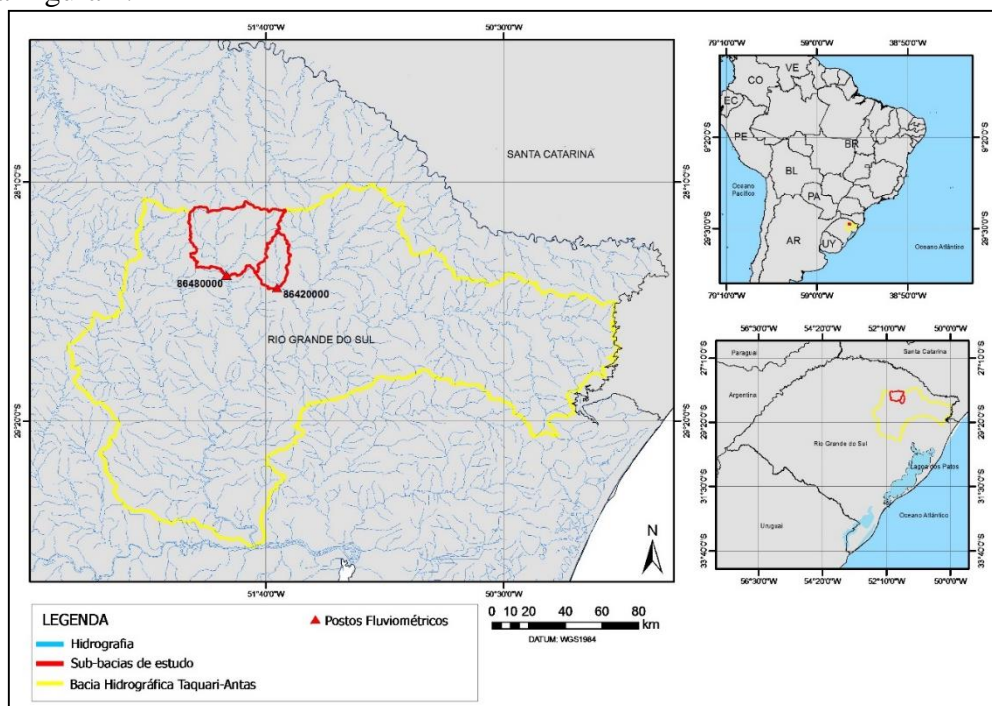 51°40'0"W
50°30'0"W
28°10'0"S
29°20'0"S
SANTA CATARINA
RIO GRANDE DO SUL
86480000
86420000
28°10'0"S
29°20'0"S
51°40'0"W
50°30'0"W
N
79°10'0"W
59°0'0"W
38°50'0"W
CO
VE
EC
PE
BR
BL
PA
AR
UY
Oceano
Pacífico
Oceano Atlântico
9°20'0"S
29°30'0"S
9°20'0"S
29°30'0"S
79°10'0"W
59°0'0"W
38°50'0"W
56°30'0"W
54°20'0"W
52°10'0"W
50°0'0"W
Paraguai
Santa Catarina
Argentina
Rio Grande do Sul
Lagoa dos Patos
Oceano Atlântico
Uruguai
27°10'0"S
29°20'0"S
31°30'0"S
33°40'0"S
27°10'0"S
29°20'0"S
31°30'0"S
33°40'0"S
56°30'0"W
54°20'0"W
52°10'0"W
50°0'0"W
LEGENDA
Postos Fluviométricos
Hidrografia
Sub-bacias de estudo
Bacia Hidrográfica Taquari-Antas
0 10 20 40 60 80
km
DATUM: WGS1984